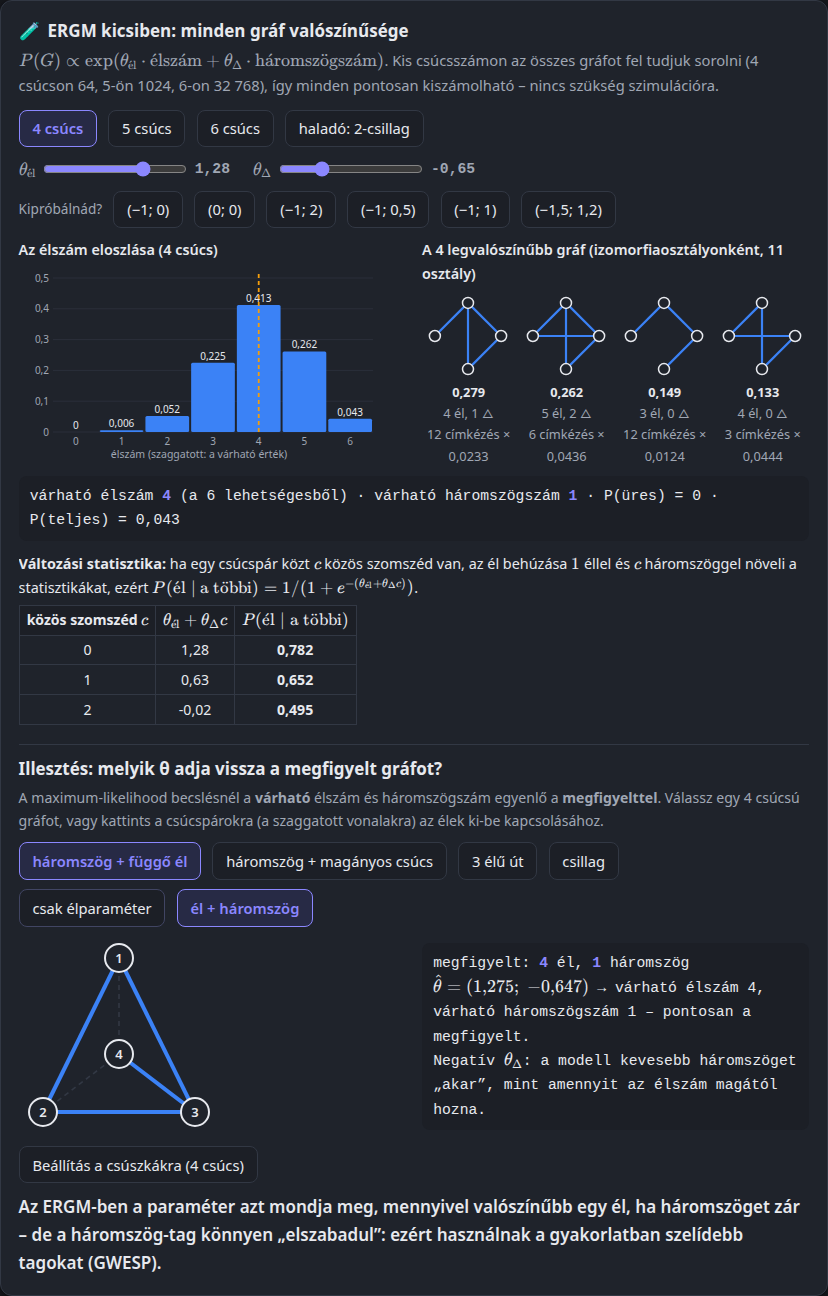 🧪 ERGM kicsiben: minden gráf valószínűsége
P(G) ∝ exp(θ_él · élszám + θ_Δ · háromszögszám). Kis csúcsszámon az összes gráfot fel tudjuk sorolni (4
csúcson 64, 5-ön 1024, 6-on 32 768), így minden pontosan kiszámolható – nincs szükség szimulációra.
4 csúcs 5 csúcs 6 csúcs haladó: 2-csillag
θ_él 1,28 θ_Δ -0,65
Kipróbálnád? (−1; 0) (0; 0) (−1; 2) (−1; 0,5) (−1; 1) (−1,5; 1,2)
Az élszám eloszlása (4 csúcs)
0,5
0,4
0,3
0,2
0,1
0
0 0,006 0,052 0,225 0,413 0,262 0,043
0 1 2 3 4 5 6
élszám (szaggatott: a várható érték)
A 4 legvalószínűbb gráf (izomorfiaosztályonként, 11
osztály)
0,279 0,262 0,149 0,133
4 él, 1 △ 5 él, 2 △ 3 él, 0 △ 4 él, 0 △
12 címkézés × 6 címkézés × 12 címkézés × 3 címkézés ×
0,0233 0,0436 0,0124 0,0444
várható élszám 4 (a 6 lehetségesből) · várható háromszögszám 1 · P(üres) = 0 ·
P(teljes) = 0,043
Változási statisztika: ha egy csúcspár közt c közös szomszéd van, az él behúzása 1 éllel és c háromszöggel növeli a
statisztikákat, ezért P(él | a többi) = 1/(1 + e^{−(θ_él+θ_Δc)}).
közös szomszéd c θ_él + θ_Δc P(él | a többi)
0 1,28 0,782
1 0,63 0,652
2 -0,02 0,495
Illesztés: melyik θ adja vissza a megfigyelt gráfot?
A maximum-likelihood becslésnél a várható élszám és háromszögszám egyenlő a megfigyelttel. Válassz egy 4 csúcsú
gráfot, vagy kattints a csúcspárokra (a szaggatott vonalakra) az élek ki-be kapcsolásához.
háromszög + függő él háromszög + magányos csúcs 3 élű út csillag
csak élparaméter él + háromszög
1
4
2 3
megfigyelt: 4 él, 1 háromszög
θ̂ = (1,275; −0,647) → várható élszám 4,
várható háromszögszám 1 – pontosan a
megfigyelt.
Negatív θ_Δ: a modell kevesebb háromszöget
„akar”, mint amennyit az élszám magától
hozna.
Beállítás a csúszkákra (4 csúcs)
Az ERGM-ben a paraméter azt mondja meg, mennyivel valószínűbb egy él, ha háromszöget zár
– de a háromszög-tag könnyen „elszabadul”: ezért használnak a gyakorlatban szelídebb
tagokat (GWESP).